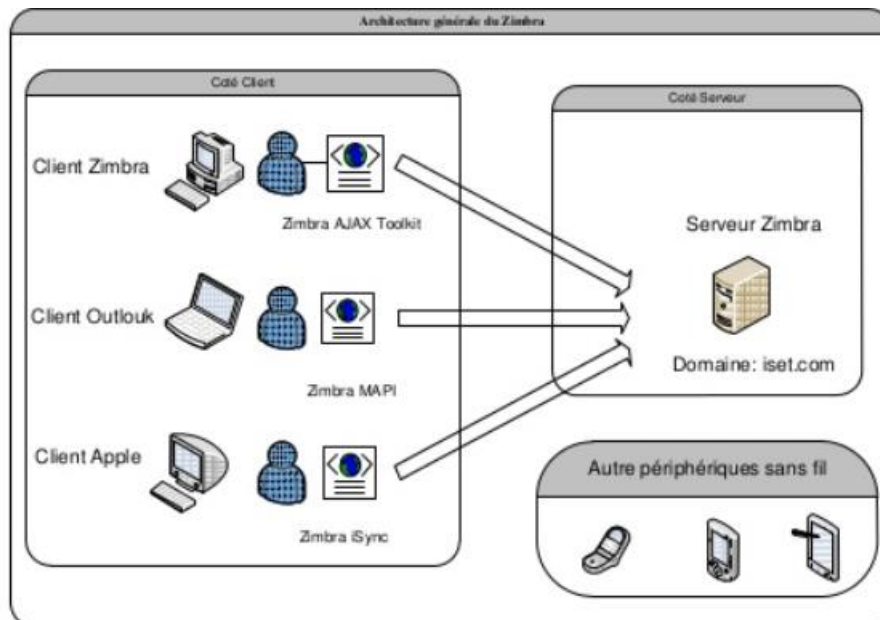 Architecture générale du Zimbra
Coté Client
Client Zimbra
Zimbra AJAX Toolkit
Client Outlouk
Zimbra MAPI
Client Apple
Zimbra iSync
Coté Serveur
Serveur Zimbra
Domaine: iset.com
Autre périphériques sans fil